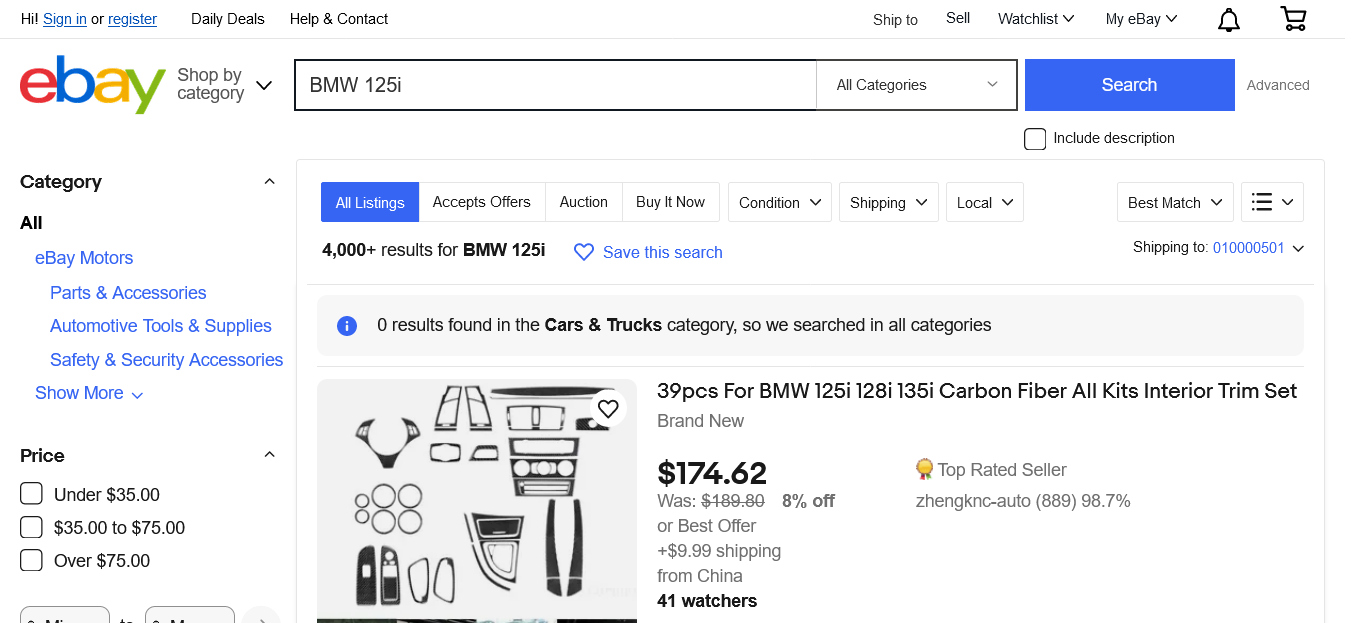 Hi! Sign in or register Daily Deals Help & Contact Ship to Sell Watchlist My eBay
ebay Shop by category BMW 125i All Categories Search Advanced
Include description
Category
All
eBay Motors
Parts & Accessories
Automotive Tools & Supplies
Safety & Security Accessories
Show More
Price
Under $35.00
$35.00 to $75.00
Over $75.00
to
All Listings Accepts Offers Auction Buy It Now Condition Shipping Local Best Match
4,000+ results for BMW 125i Save this search Shipping to: 010000501
0 results found in the Cars & Trucks category, so we searched in all categories
39pcs For BMW 125i 128i 135i Carbon Fiber All Kits Interior Trim Set
Brand New
$174.62
Was: $189.80 8% off
or Best Offer
+$9.99 shipping
from China
41 watchers
Top Rated Seller
zhengknc-auto (889) 98.7%